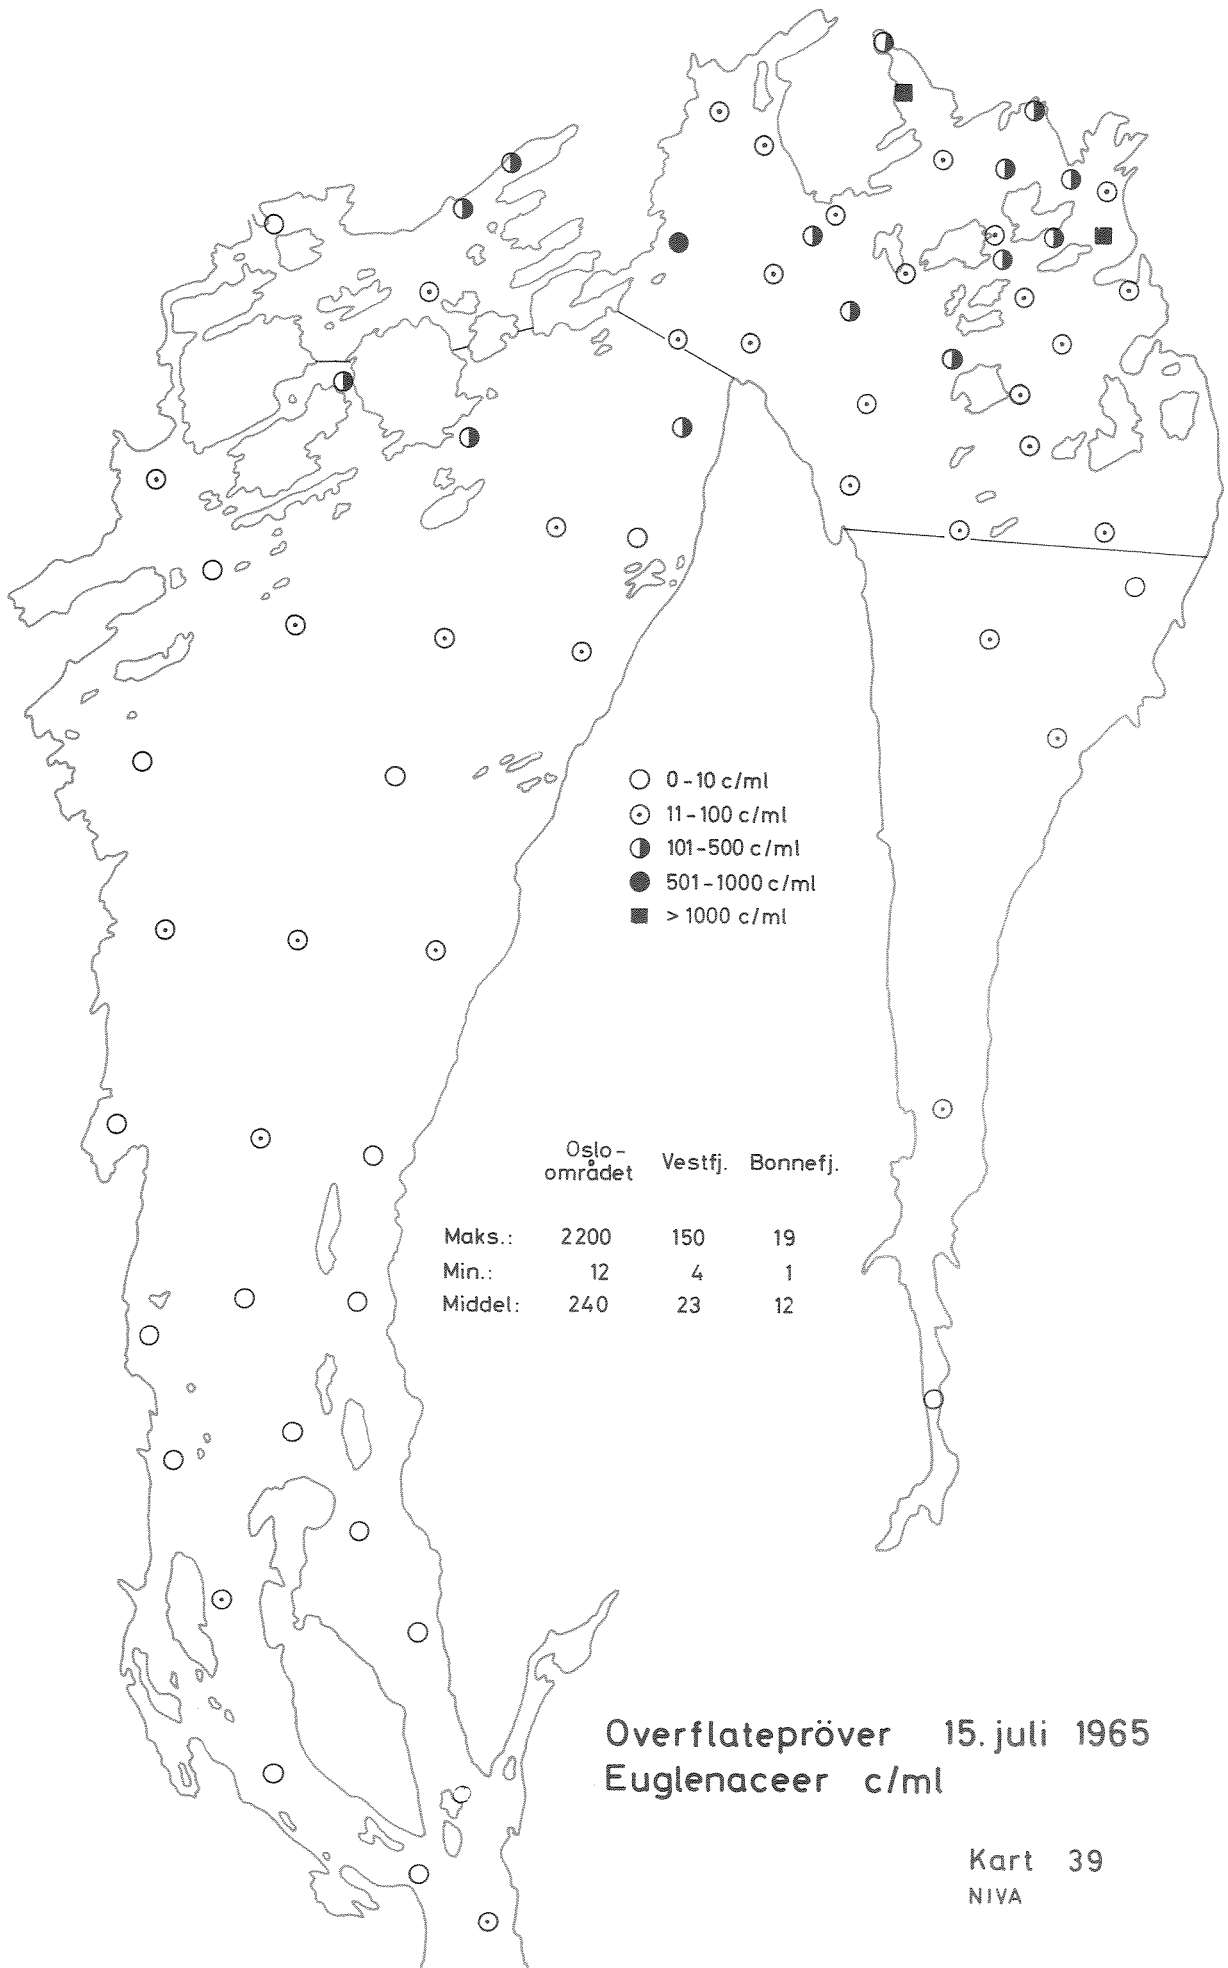 0-10 c/ml
11-100 c/ml
101-500 c/ml
501-1000 c/ml
> 1000 c/ml
Oslo-området Vestfj. Bonnefj.
Maks.: 2200 150 19
Min.: 12 4 1
Middel: 240 23 12
Overflatepröver 15. juli 1965
Euglenaceer c/ml
Kart 39
NIVA